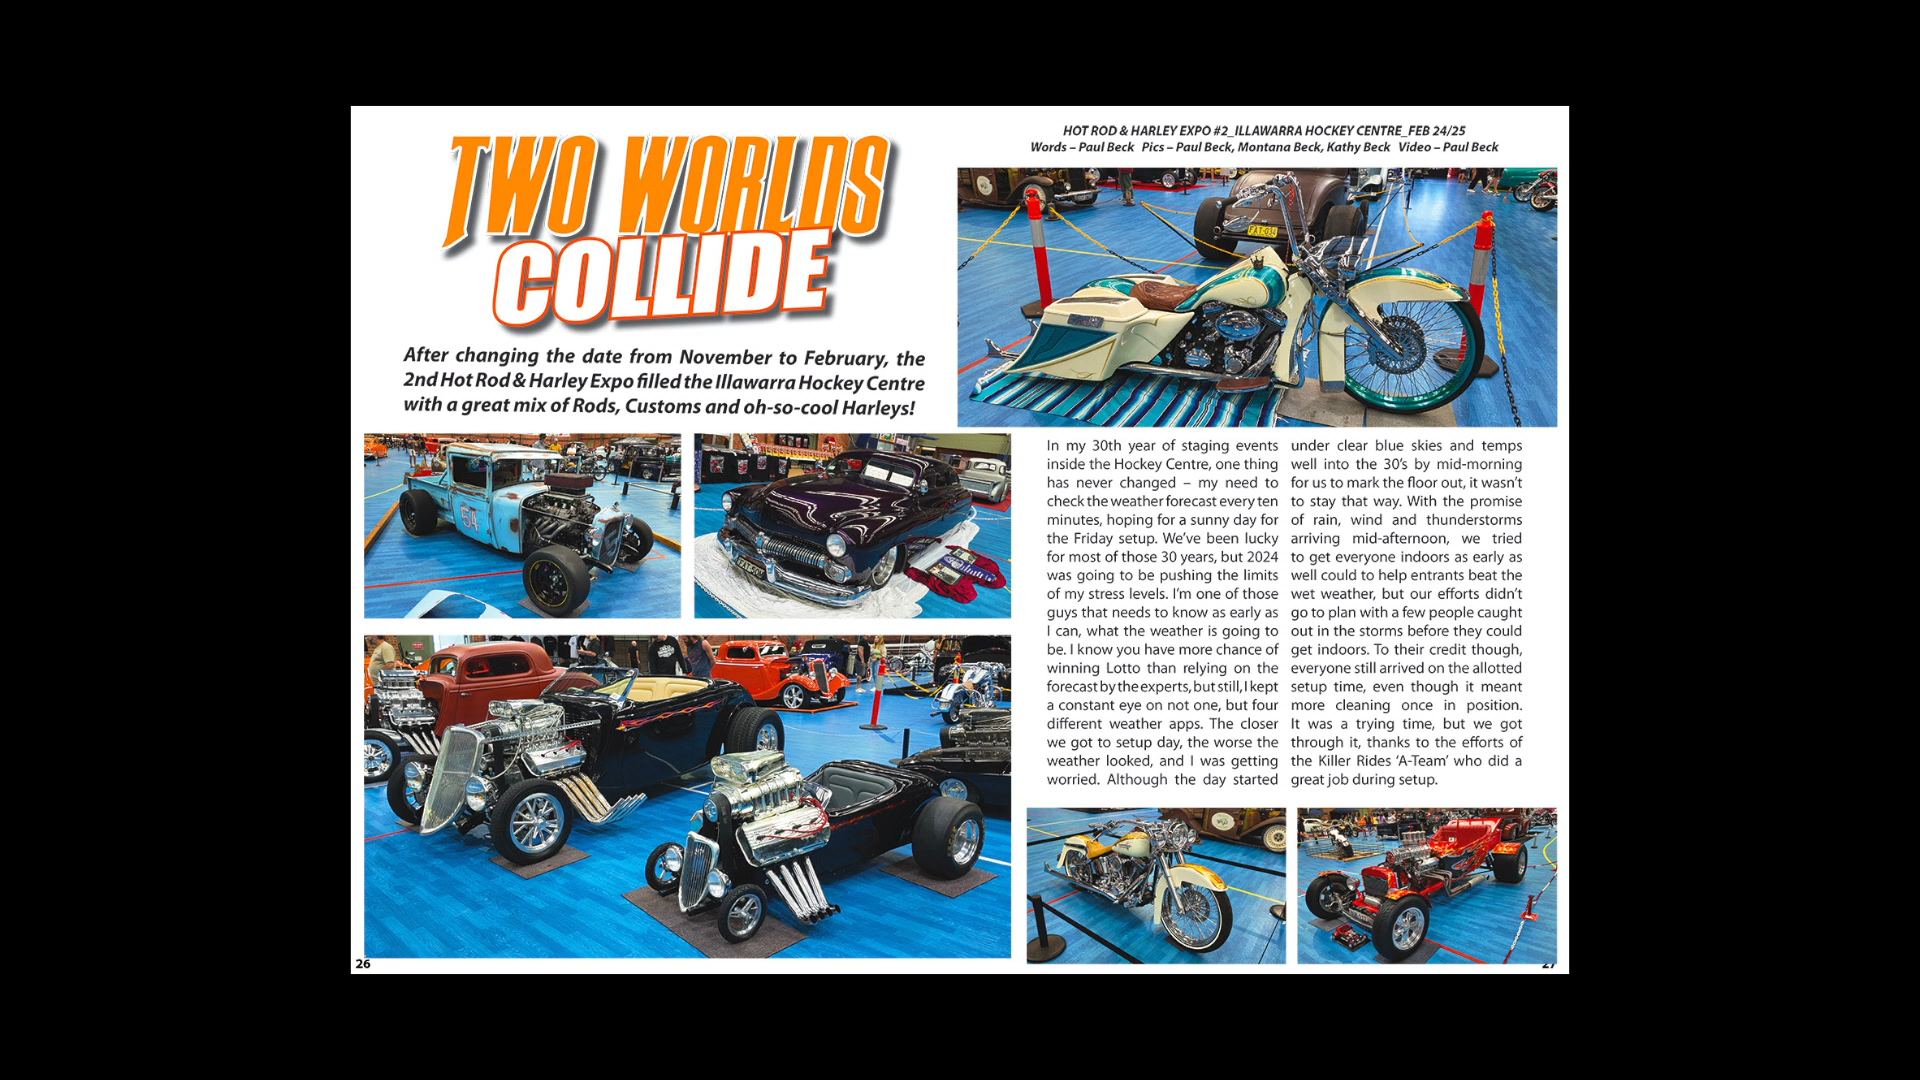 TWO WORLDS
COLLIDE
After changing the date from November to February, the
2nd Hot Rod & Harley Expo filled the Illawarra Hockey Centre
with a great mix of Rods, Customs and oh-so-cool Harleys!
54
26
HOT ROD & HARLEY EXPO #2_ILLAWARRA HOCKEY CENTRE_FEB 24/25
Words – Paul Beck Pics – Paul Beck, Montana Beck, Kathy Beck Video – Paul Beck
In my 30th year of staging events
inside the Hockey Centre, one thing
has never changed – my need to
check the weather forecast every ten
minutes, hoping for a sunny day for
the Friday setup. We’ve been lucky
for most of those 30 years, but 2024
was going to be pushing the limits
of my stress levels. I’m one of those
guys that needs to know as early as
I can, what the weather is going to
be. I know you have more chance of
winning Lotto than relying on the
forecast by the experts, but still, I kept
a constant eye on not one, but four
different weather apps. The closer
we got to setup day, the worse the
weather looked, and I was getting
worried. Although the day started
under clear blue skies and temps
well into the 30’s by mid-morning
for us to mark the floor out, it wasn’t
to stay that way. With the promise
of rain, wind and thunderstorms
arriving mid-afternoon, we tried
to get everyone indoors as early as
well could to help entrants beat the
wet weather, but our efforts didn’t
go to plan with a few people caught
out in the storms before they could
get indoors. To their credit though,
everyone still arrived on the allotted
setup time, even though it meant
more cleaning once in position.
It was a trying time, but we got
through it, thanks to the efforts of
the Killer Rides ‘A-Team’ who did a
great job during setup.
27